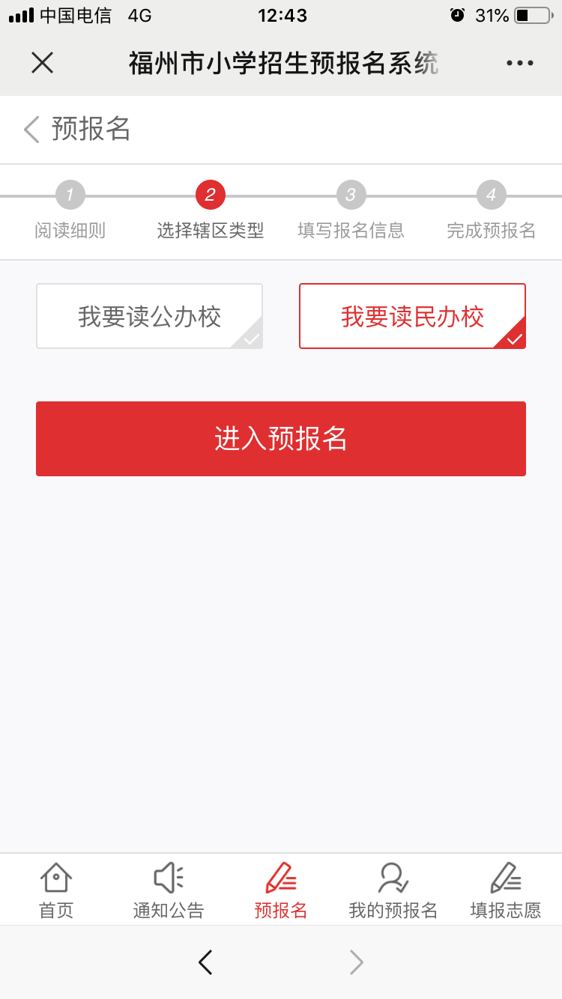 中国电信 4G 12:43 31%
福州市小学招生预报名系统
预报名
1 2 3 4
阅读细则 选择辖区类型 填写报名信息 完成预报名
我要读公办校 我要读民办校
进入预报名
首页 通知公告 预报名 我的预报名 填报志愿